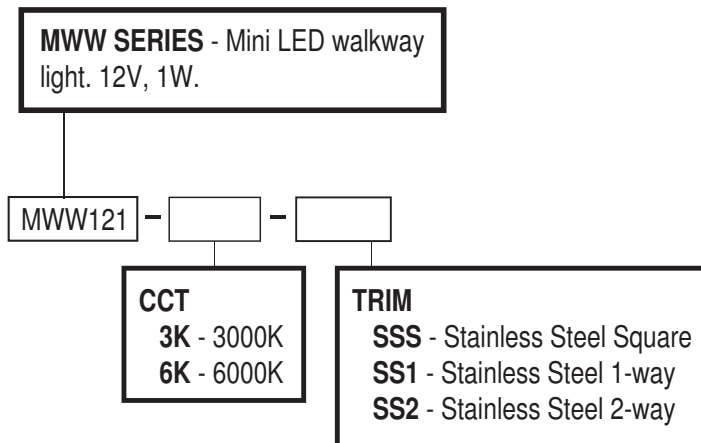 MWW SERIES - Mini LED walkway
light. 12V, 1W.
MWW121 - -
CCT
3K - 3000K
6K - 6000K
TRIM
SSS - Stainless Steel Square
SS1 - Stainless Steel 1-way
SS2 - Stainless Steel 2-way